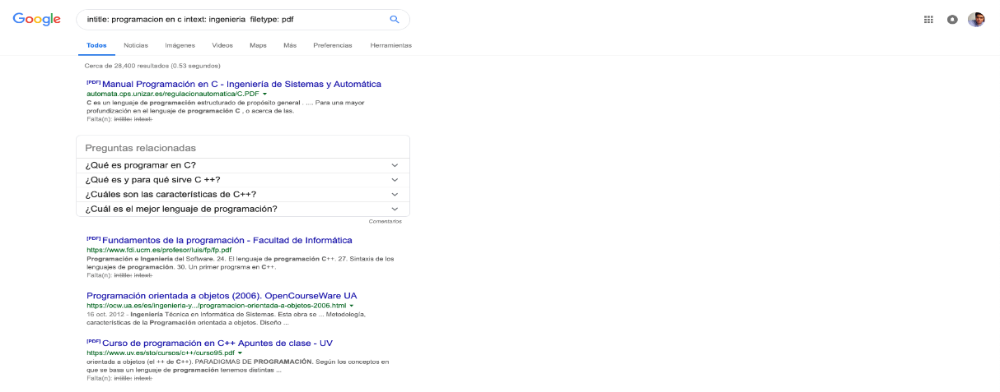 Google
intitle: programacion en c intext: ingenieria  filetype: pdf
Todos Noticias Imágenes Videos Maps Más Preferencias Herramientas
Cerca de 28,400 resultados (0.53 segundos)
[PDF] Manual Programación en C - Ingeniería de Sistemas y Automática
automata.cps.unizar.es/regulacionautomatica/C.PDF
C es un lenguaje de programación estructurado de propósito general . .... Para una mayor
profundización en el lenguaje de programación C , o acerca de las.
Falta(n): intitle: intext:
Preguntas relacionadas
¿Qué es programar en C?
¿Qué es y para qué sirve C ++?
¿Cuáles son las características de C++?
¿Cuál es el mejor lenguaje de programación?
Comentarios
[PDF] Fundamentos de la programación - Facultad de Informática
https://www.fdi.ucm.es/profesor/luis/fp/fp.pdf
Programación e Ingeniería del Software. 24. El lenguaje de programación C++. 27. Sintaxis de los
lenguajes de programación. 30. Un primer programa en C++.
Falta(n): intitle: intext:
Programación orientada a objetos (2006). OpenCourseWare UA
https://ocw.ua.es/es/ingenieria-y.../programacion-orientada-a-objetos-2006.html
16 oct. 2012 - Ingeniería Técnica en Informática de Sistemas. Esta obra se ... Metodología,
características de la Programación orientada a objetos. Diseño ...
[PDF] Curso de programación en C++ Apuntes de clase - UV
https://www.uv.es/sto/cursos/c++/curso95.pdf
orientada a objetos (el ++ de C++). PARADIGMAS DE PROGRAMACIÓN. Según los conceptos en
que se basa un lenguaje de programación tenemos distintas ...
Falta(n): intitle: intext: